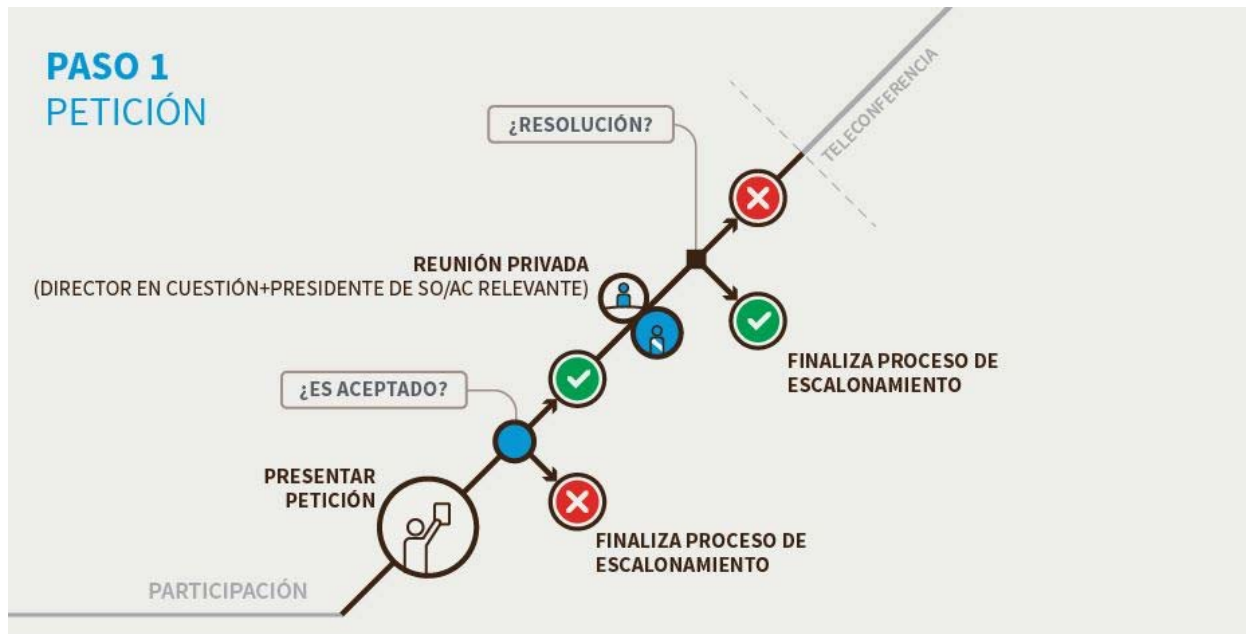 PASO 1
PETICIÓN
TELECONFERENCIA
¿RESOLUCIÓN?
REUNIÓN PRIVADA
(DIRECTOR EN CUESTIÓN+PRESIDENTE DE SO/AC RELEVANTE)
FINALIZA PROCESO DE
ESCALONAMIENTO
¿ES ACEPTADO?
PRESENTAR
PETICIÓN
FINALIZA PROCESO DE
ESCALONAMIENTO
PARTICIPACIÓN